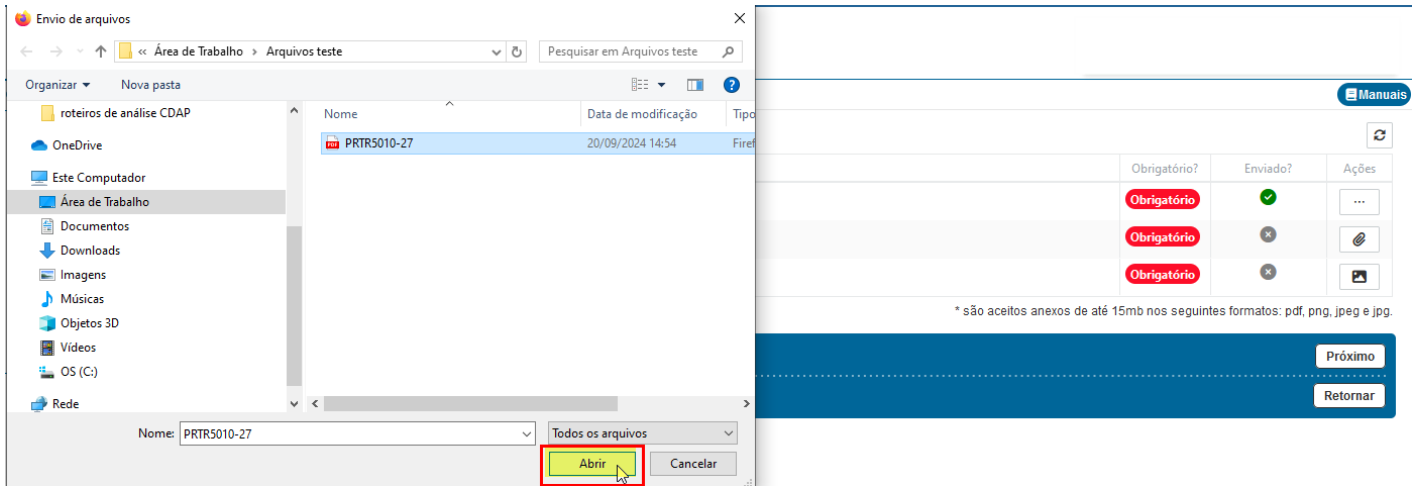 Envio de arquivos
« Área de Trabalho > Arquivos teste
Pesquisar em Arquivos teste
Organizar
Nova pasta
roteiros de análise CDAP
OneDrive
Este Computador
Área de Trabalho
Documentos
Downloads
Imagens
Músicas
Objetos 3D
Vídeos
OS (C:)
Rede
Nome Data de modificação Tipo
PRTR5010-27 20/09/2024 14:54 Firef
Nome: PRTR5010-27
Todos os arquivos
Abrir
Cancelar
Manuais
Obrigatório? Enviado? Ações
Obrigatório
Obrigatório
Obrigatório
* são aceitos anexos de até 15mb nos seguintes formatos: pdf, png, jpeg e jpg.
Próximo
Retornar